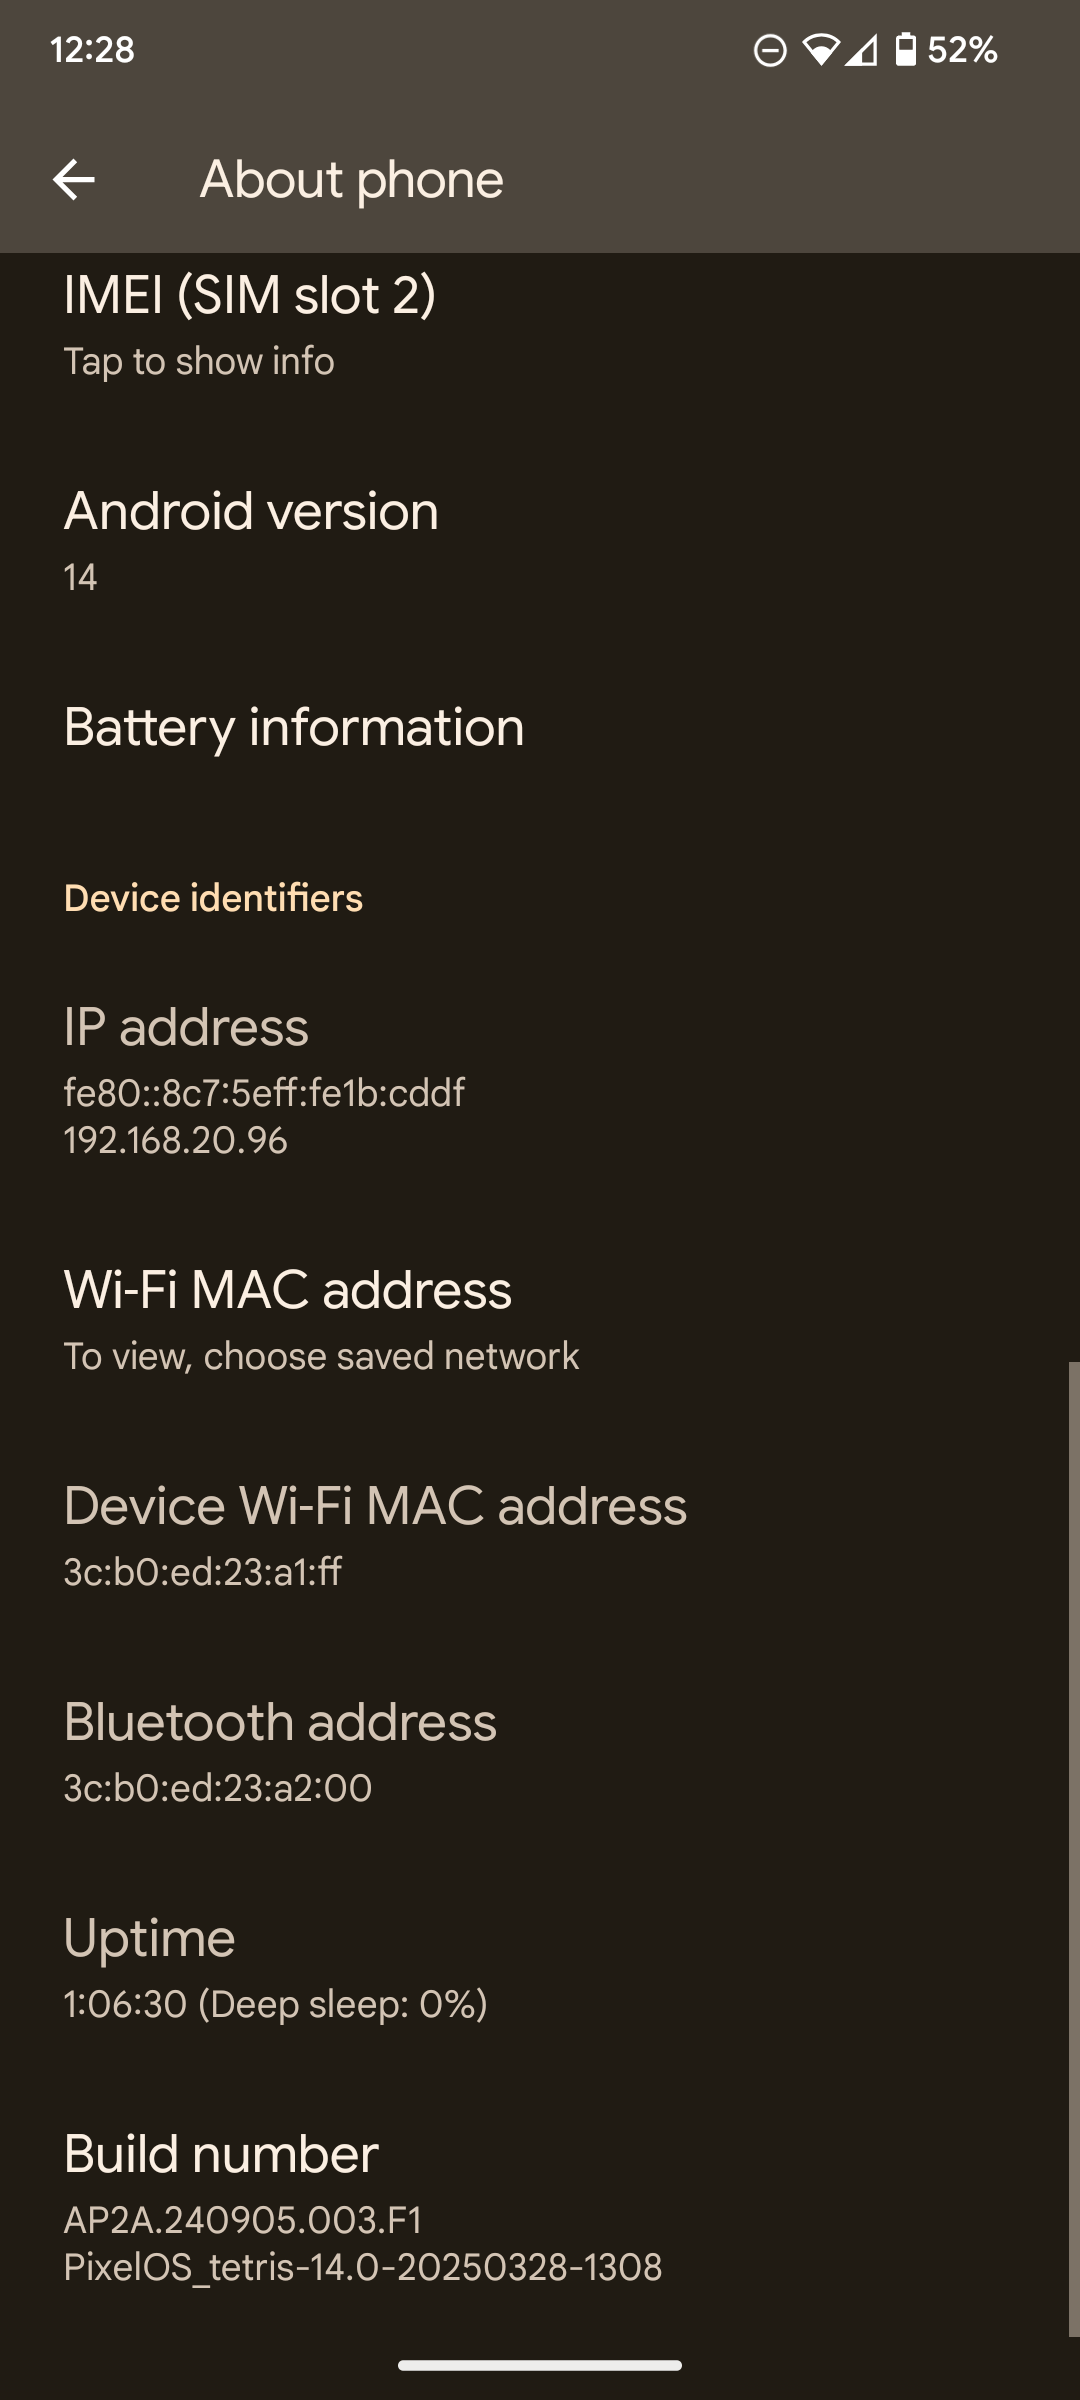 12:28
52%
About phone
IMEI (SIM slot 2)
Tap to show info
Android version
14
Battery information
Device identifiers
IP address
fe80::8c7:5eff:fe1b:cddf
192.168.20.96
Wi-Fi MAC address
To view, choose saved network
Device Wi-Fi MAC address
3c:b0:ed:23:a1:ff
Bluetooth address
3c:b0:ed:23:a2:00
Uptime
1:06:30 (Deep sleep: 0%)
Build number
AP2A.240905.003.F1
PixelOS_tetris-14.0-20250328-1308